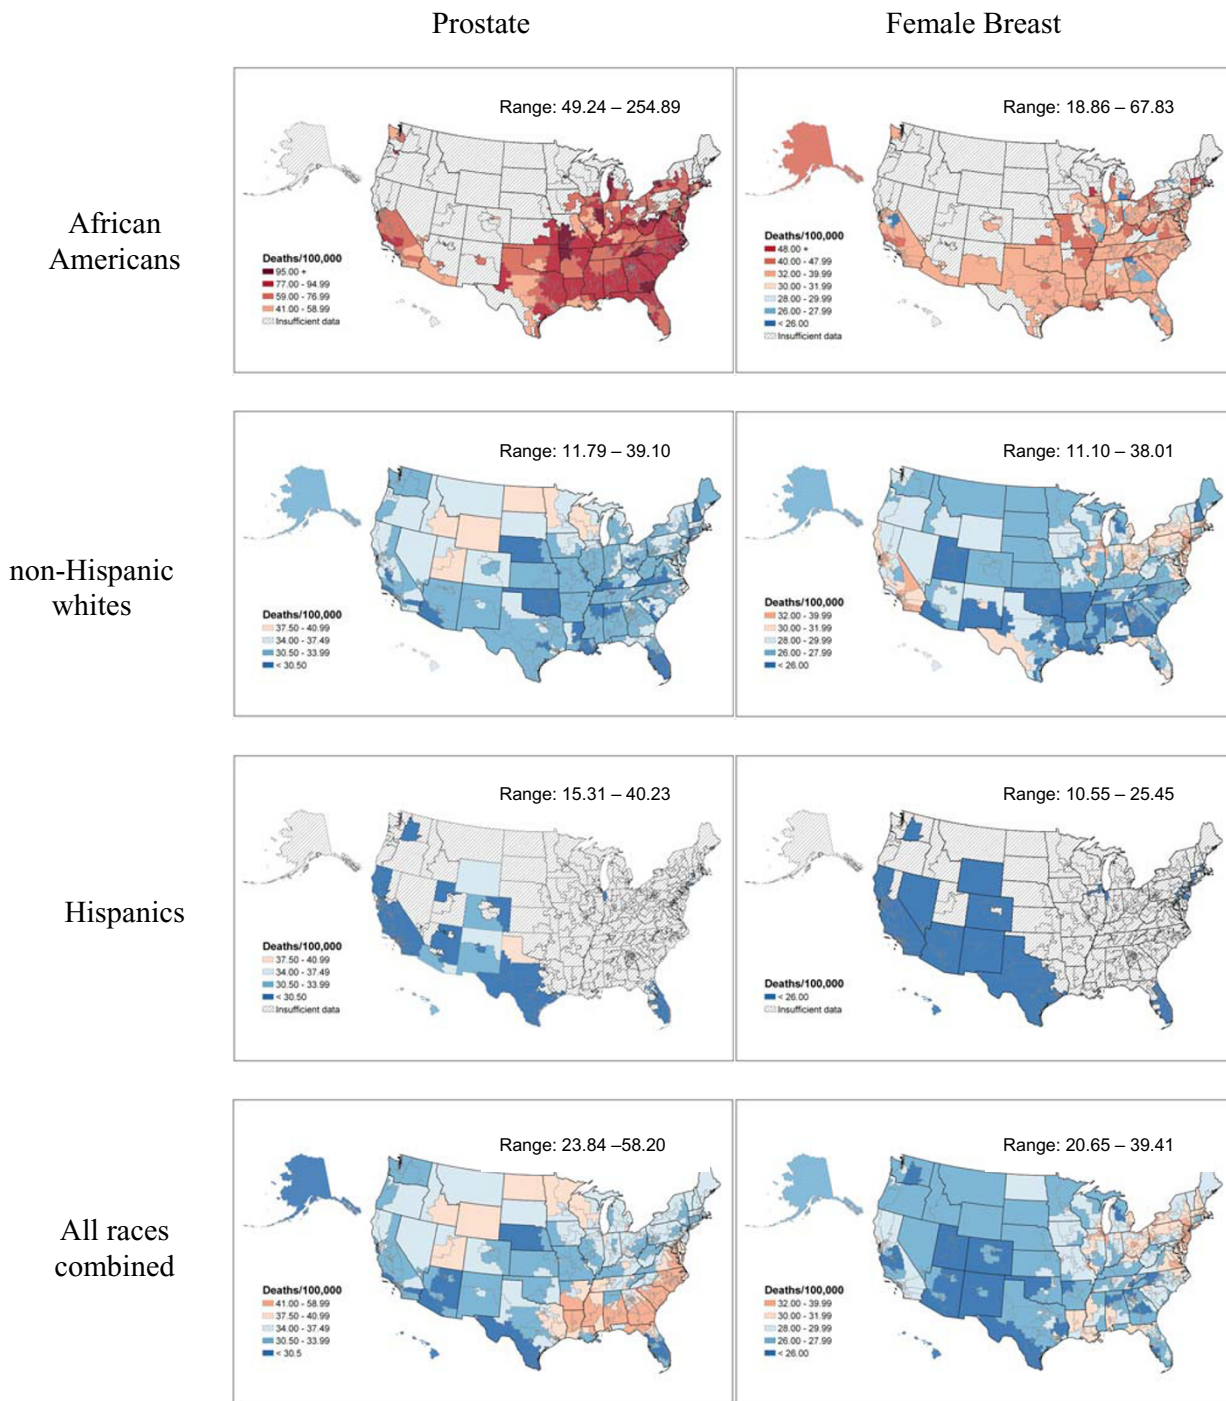 Prostate
Female Breast
African
Americans
Range: 49.24 – 254.89
Deaths/100,000
95.00 +
77.00 - 94.99
59.00 - 76.99
41.00 - 58.99
Insufficient data
Range: 18.86 – 67.83
Deaths/100,000
48.00 +
40.00 - 47.99
32.00 - 39.99
30.00 - 31.99
28.00 - 29.99
26.00 - 27.99
< 26.00
Insufficient data
non-Hispanic
whites
Range: 11.79 – 39.10
Deaths/100,000
37.50 - 40.99
34.00 - 37.49
30.50 - 33.99
< 30.50
Range: 11.10 – 38.01
Deaths/100,000
32.00 - 39.99
30.00 - 31.99
28.00 - 29.99
26.00 - 27.99
< 26.00
Hispanics
Range: 15.31 – 40.23
Deaths/100,000
37.50 - 40.99
34.00 - 37.49
30.50 - 33.99
< 30.50
Insufficient data
Range: 10.55 – 25.45
Deaths/100,000
< 26.00
Insufficient data
All races
combined
Range: 23.84 –58.20
Deaths/100,000
41.00 - 58.99
37.50 - 40.99
34.00 - 37.49
30.50 - 33.99
< 30.5
Range: 20.65 – 39.41
Deaths/100,000
32.00 - 39.99
30.00 - 31.99
28.00 - 29.99
26.00 - 27.99
< 26.00